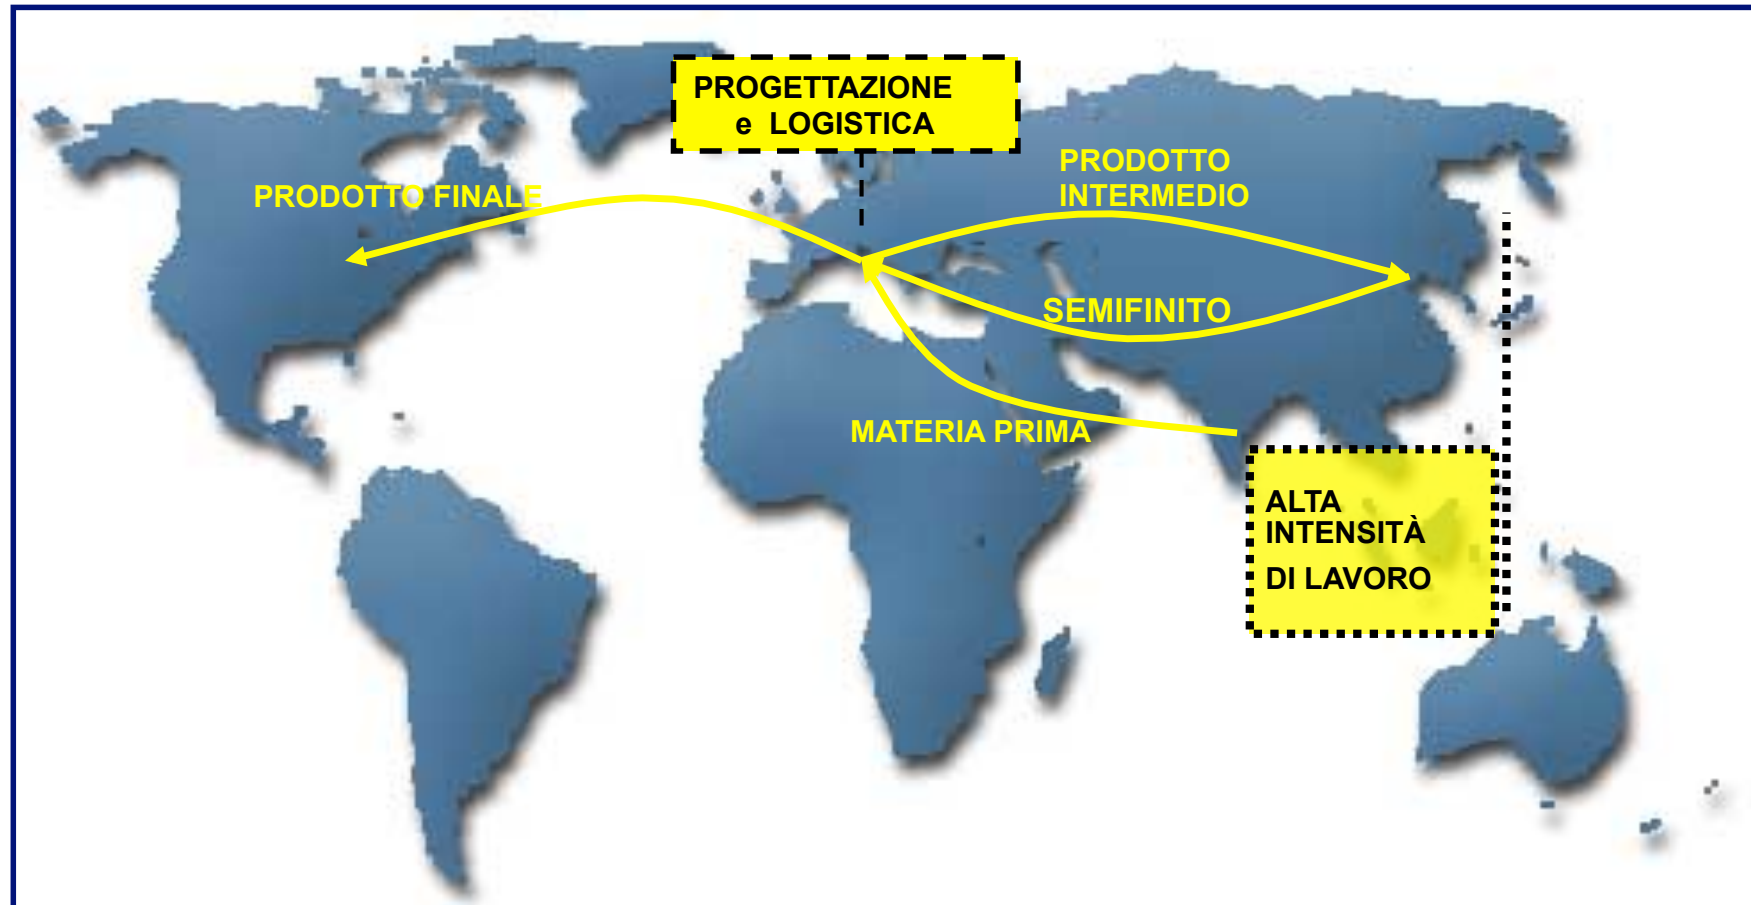 PROGETTAZIONE
e LOGISTICA
PRODOTTO
INTERMEDIO
PRODOTTO FINALE
SEMIFINITO
MATERIA PRIMA
ALTA
INTENSITÀ
DI LAVORO